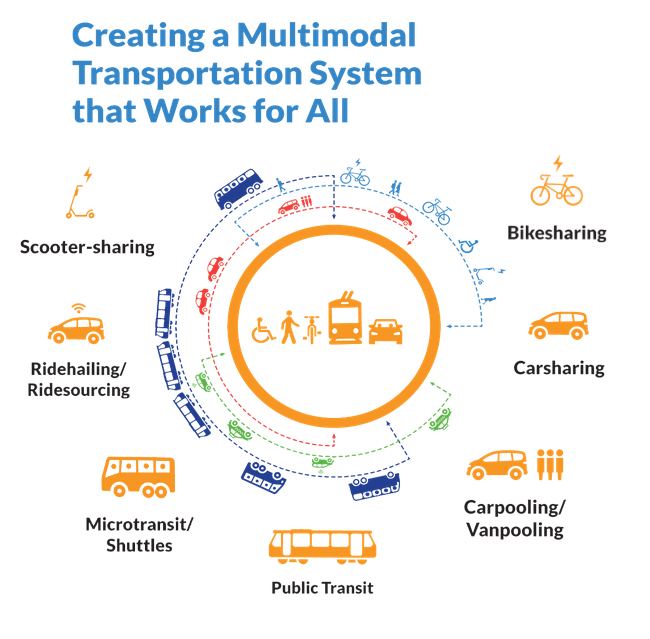 Creating a Multimodal
Transportation System
that Works for All
Scooter-sharing
Bikesharing
Ridehailing/
Ridesourcing
Carsharing
Microtransit/
Shuttles
Carpooling/
Vanpooling
Public Transit